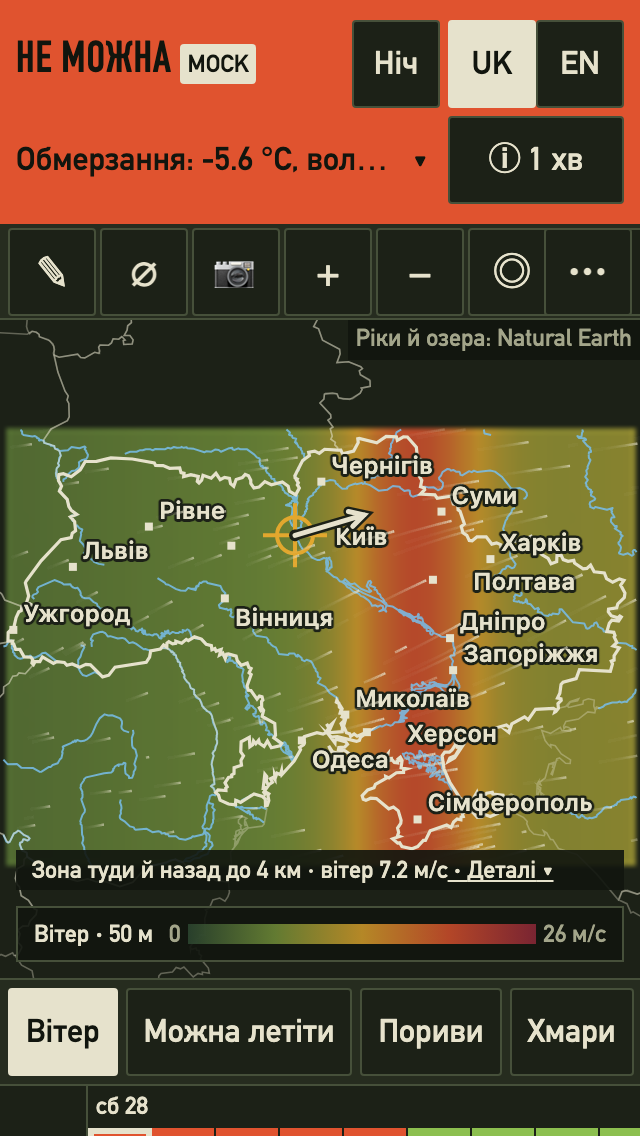 НЕ МОЖНА МОСК
Ніч UK EN
Обмерзання: -5.6 °C, вол… ▾
ⓘ 1 хв
Ø + − •••
Ріки й озера: Natural Earth
Чернігів
Суми
Рівне
Київ
Харків
Львів
Полтава
Ужгород
Вінниця
Дніпро
Запоріжжя
Миколаїв
Херсон
Одеса
Сімферополь
Зона туди й назад до 4 км · вітер 7.2 м/с · Деталі ▾
Вітер · 50 м 0 26 м/с
Вітер Можна летіти Пориви Хмари
сб 28